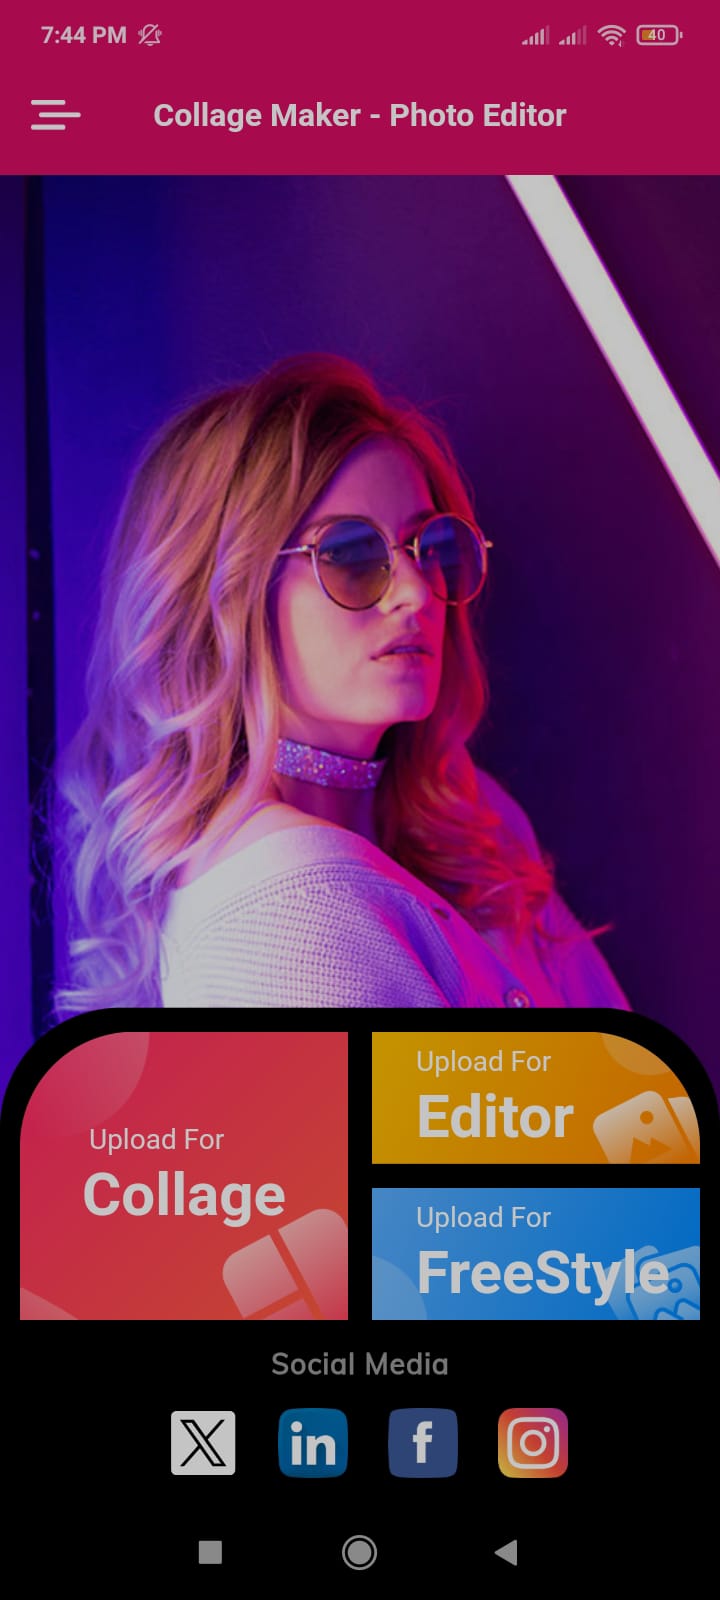 7:44 PM
40
Collage Maker - Photo Editor
Upload For
Collage
Upload For
Editor
Upload For
FreeStyle
Social Media
X
in
f